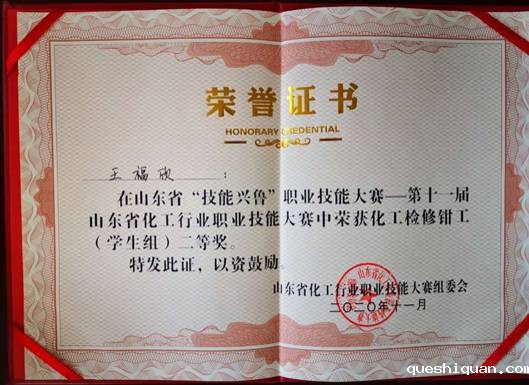 荣誉证书
HONORARY CREDENTIAL
王福欣：
在山东省“技能兴鲁”职业技能大赛—第十一届
山东省化工行业职业技能大赛中荣获化工检修钳工
（学生组）二等奖。
特发此证，以资鼓励。
山东省化工行业职业技能大赛组委会
二〇二〇年十一月
queshiquan.com